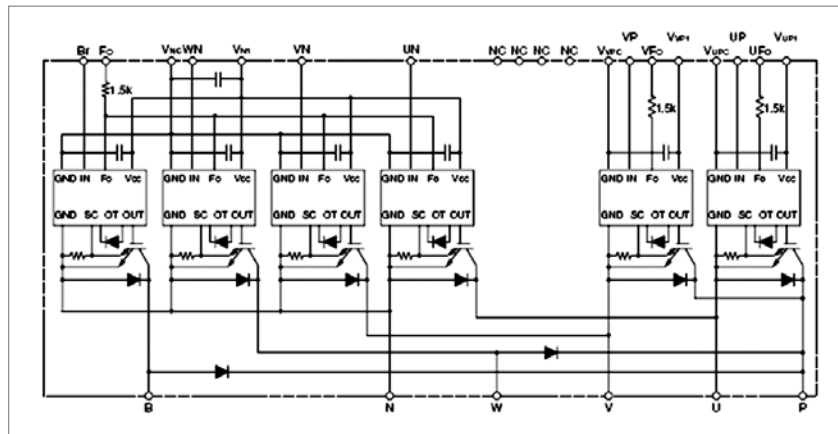 Br Fo VNC WN VN1 VN UN NC NC NC NC VVPC VP VFo VVP1 VUPC UP UFo VUP1
1.5k 1.5k 1.5k
GND IN Fo Vcc GND IN Fo Vcc GND IN Fo Vcc GND IN Fo Vcc GND IN Fo Vcc GND IN Fo Vcc
GND SC OT OUT GND SC OT OUT GND SC OT OUT GND SC OT OUT GND SC OT OUT GND SC OT OUT
B N W V U P